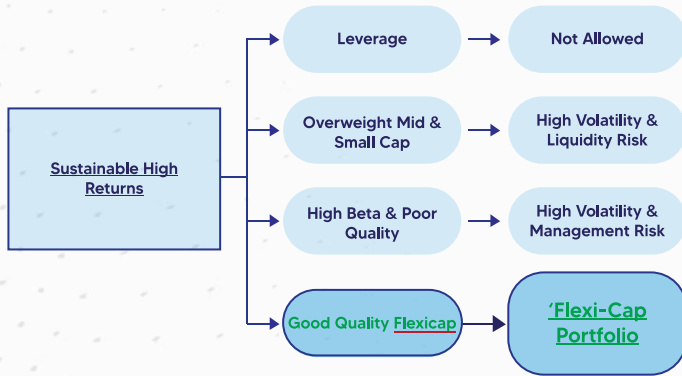 Sustainable High
Returns
Leverage
Not Allowed
Overweight Mid &
Small Cap
High Volatility &
Liquidity Risk
High Beta & Poor
Quality
High Volatility &
Management Risk
Good Quality Flexicap
‘Flexi-Cap
Portfolio